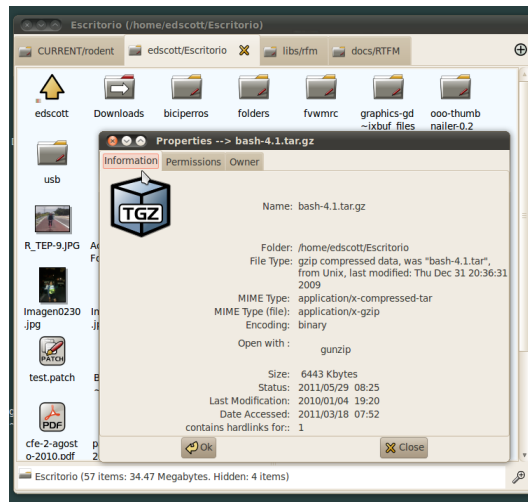 Escritorio (/home/edscott/Escritorio)
CURRENT/rodent
edscott/Escritorio
libs/rfm
docs/RTFM
edscott
Downloads
biciperros
folders
fvwmrc
graphics-gd
~ixbuf_files
ooo-thumb
nailer-0.2
usb
R_TEP-9.JPG
Imagen0230
.jpg
test.patch
PATCH
PDF
cfe-2-agost
o-2010.pdf
Properties --> bash-4.1.tar.gz
Information
Permissions
Owner
TGZ
Name: bash-4.1.tar.gz
Folder: /home/edscott/Escritorio
File Type: gzip compressed data, was "bash-4.1.tar",
from Unix, last modified: Thu Dec 31 20:36:31
2009
MIME Type: application/x-compressed-tar
MIME Type (file): application/x-gzip
Encoding: binary
Open with :
gunzip
Size: 6443 Kbytes
Status: 2011/05/29 08:25
Last Modification: 2010/01/04 19:20
Date Accessed: 2011/03/18 07:52
contains hardlinks for:: 1
Ok
Close
Escritorio (57 items: 34.47 Megabytes. Hidden: 4 items)